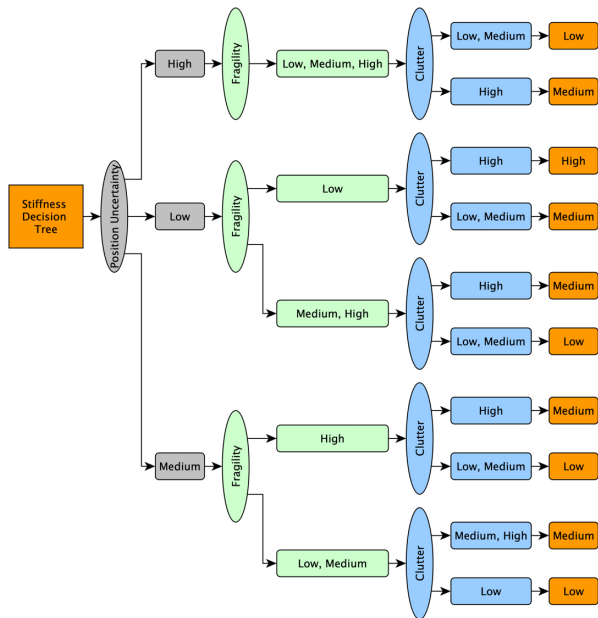 Stiffness
Decision
Tree
Position Uncertainty
High
Fragility
Low, Medium, High
Clutter
Low, Medium
Low
High
Medium
Low
Fragility
Low
Clutter
High
High
Low, Medium
Medium
Medium, High
Clutter
High
Medium
Low, Medium
Low
Medium
Fragility
High
Clutter
High
Medium
Low, Medium
Low
Low, Medium
Clutter
Medium, High
Medium
Low
Low